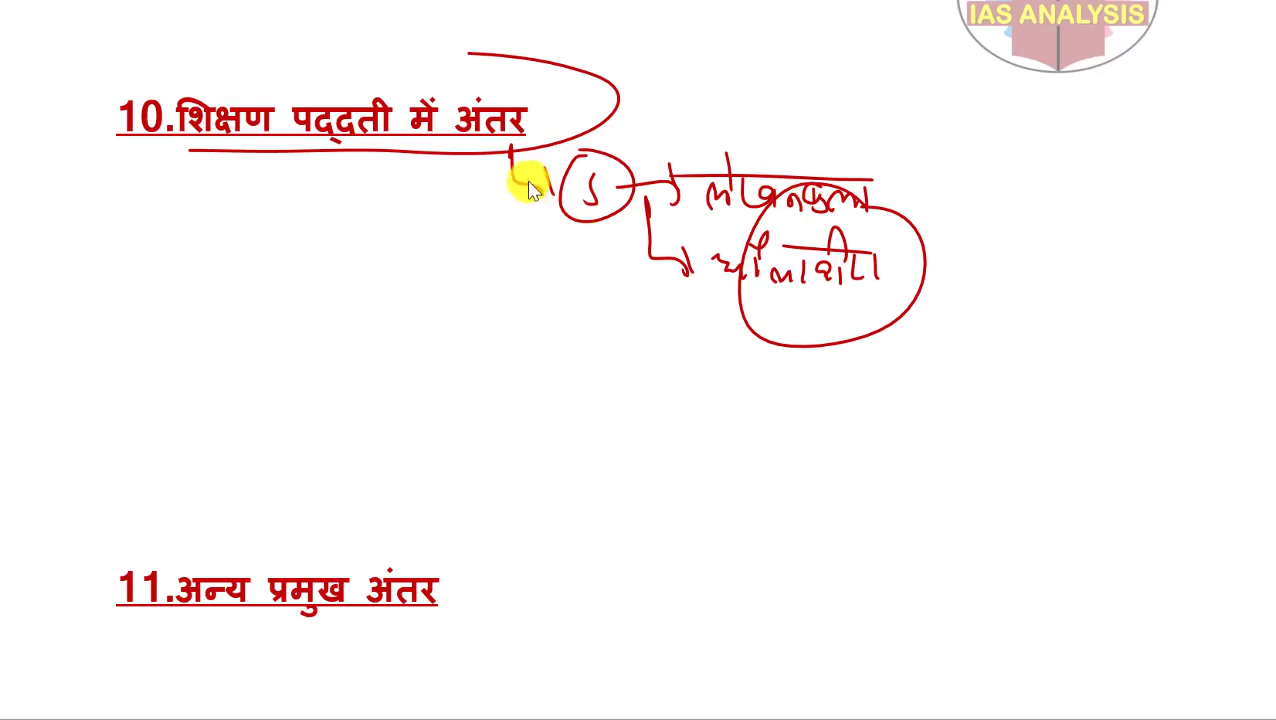 IAS ANALYSIS
10.शिक्षण पद्दती में अंतर
S
11.अन्य प्रमुख अंतर